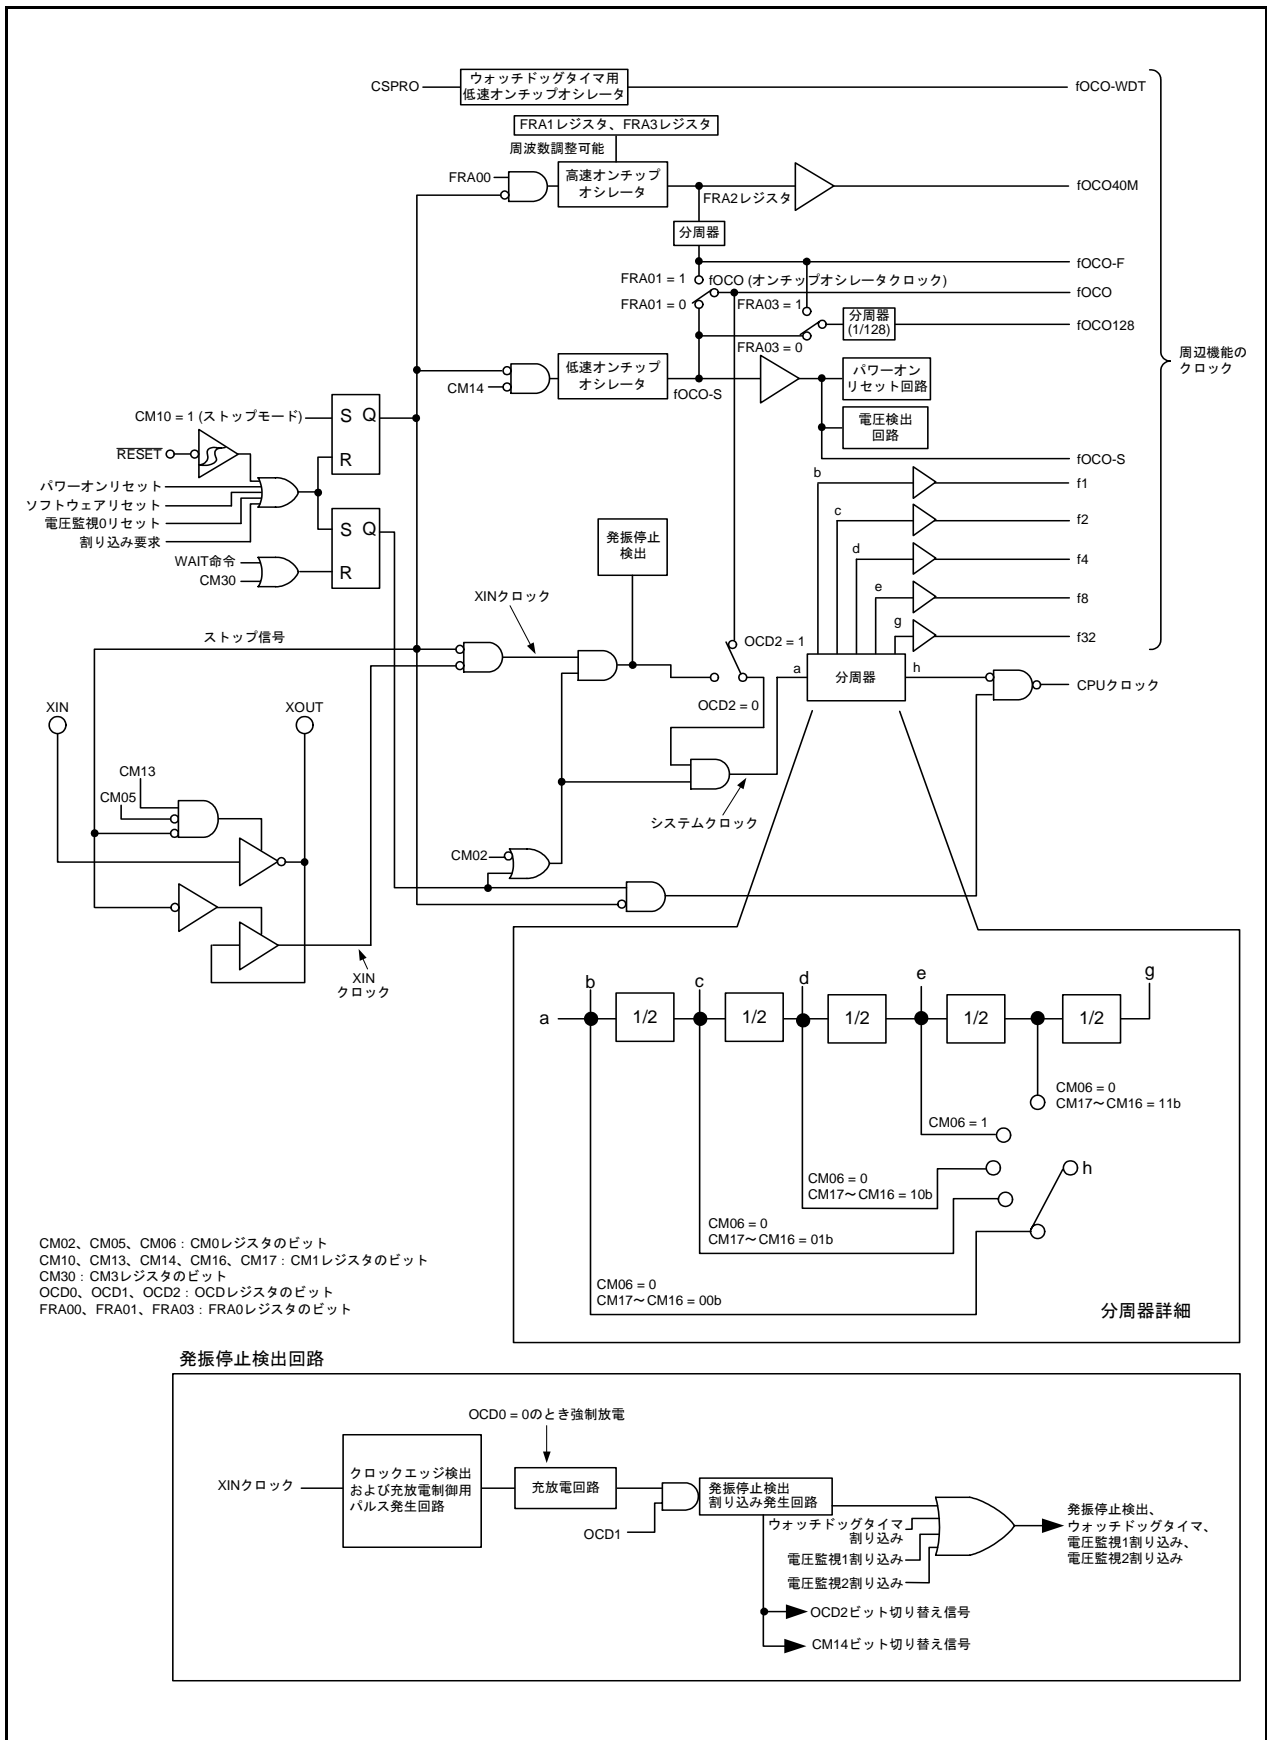 CSPRO
ウォッチドッグタイマ用
低速オンチップオシレータ
fOCO-WDT
FRA1レジスタ、FRA3レジスタ
周波数調整可能
FRA00
高速オンチップ
オシレータ
FRA2レジスタ
fOCO40M
分周器
fOCO-F
FRA01 = 1
fOCO (オンチップオシレータクロック)
fOCO
FRA01 = 0
FRA03 = 1
分周器
(1/128)
fOCO128
FRA03 = 0
周辺機能の
クロック
CM14
低速オンチップ
オシレータ
fOCO-S
パワーオン
リセット回路
電圧検出
回路
fOCO-S
CM10 = 1 (ストップモード)
S Q
R
RESET
パワーオンリセット
ソフトウェアリセット
電圧監視0リセット
割り込み要求
S Q
R
WAIT命令
CM30
b
f1
c
f2
d
f4
e
f8
g
f32
発振停止
検出
XINクロック
ストップ信号
OCD2 = 1
a
分周器
h
CPUクロック
OCD2 = 0
XIN
XOUT
CM13
CM05
システムクロック
CM02
XIN
クロック
a
b
1/2
c
1/2
d
1/2
e
1/2
1/2
g
CM06 = 0
CM17～CM16 = 11b
CM06 = 1
h
CM06 = 0
CM17～CM16 = 10b
CM06 = 0
CM17～CM16 = 01b
CM06 = 0
CM17～CM16 = 00b
分周器詳細
CM02、CM05、CM06 : CM0レジスタのビット
CM10、CM13、CM14、CM16、CM17 : CM1レジスタのビット
CM30 : CM3レジスタのビット
OCD0、OCD1、OCD2 : OCDレジスタのビット
FRA00、FRA01、FRA03 : FRA0レジスタのビット
発振停止検出回路
OCD0 = 0のとき強制放電
XINクロック
クロックエッジ検出
および充放電制御用
パルス発生回路
充放電回路
OCD1
発振停止検出
割り込み発生回路
ウォッチドッグタイマ
割り込み
電圧監視1割り込み
電圧監視2割り込み
発振停止検出、
ウォッチドッグタイマ、
電圧監視1割り込み、
電圧監視2割り込み
OCD2ビット切り替え信号
CM14ビット切り替え信号